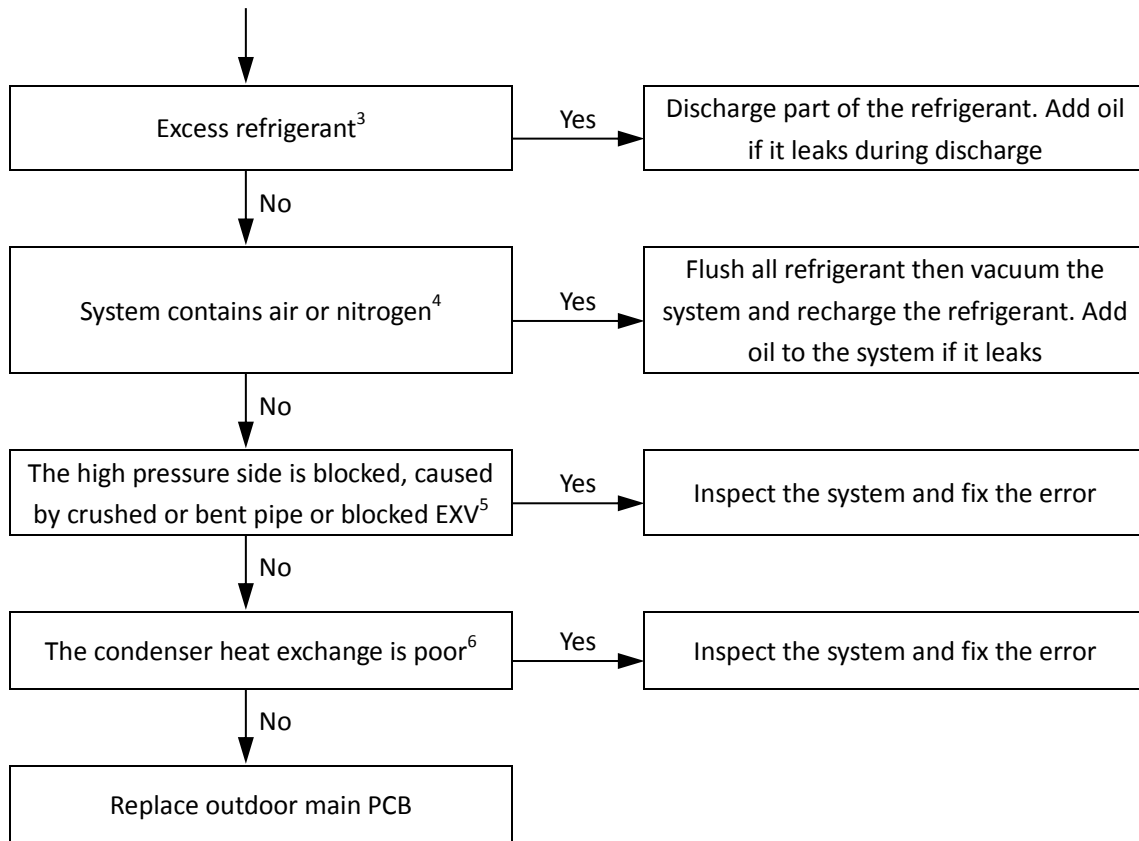 Excess refrigerant³
Yes
Discharge part of the refrigerant. Add oil
if it leaks during discharge
No
System contains air or nitrogen⁴
Yes
Flush all refrigerant then vacuum the
system and recharge the refrigerant. Add
oil to the system if it leaks
No
The high pressure side is blocked, caused
by crushed or bent pipe or blocked EXV⁵
Yes
Inspect the system and fix the error
No
The condenser heat exchange is poor⁶
Yes
Inspect the system and fix the error
No
Replace outdoor main PCB